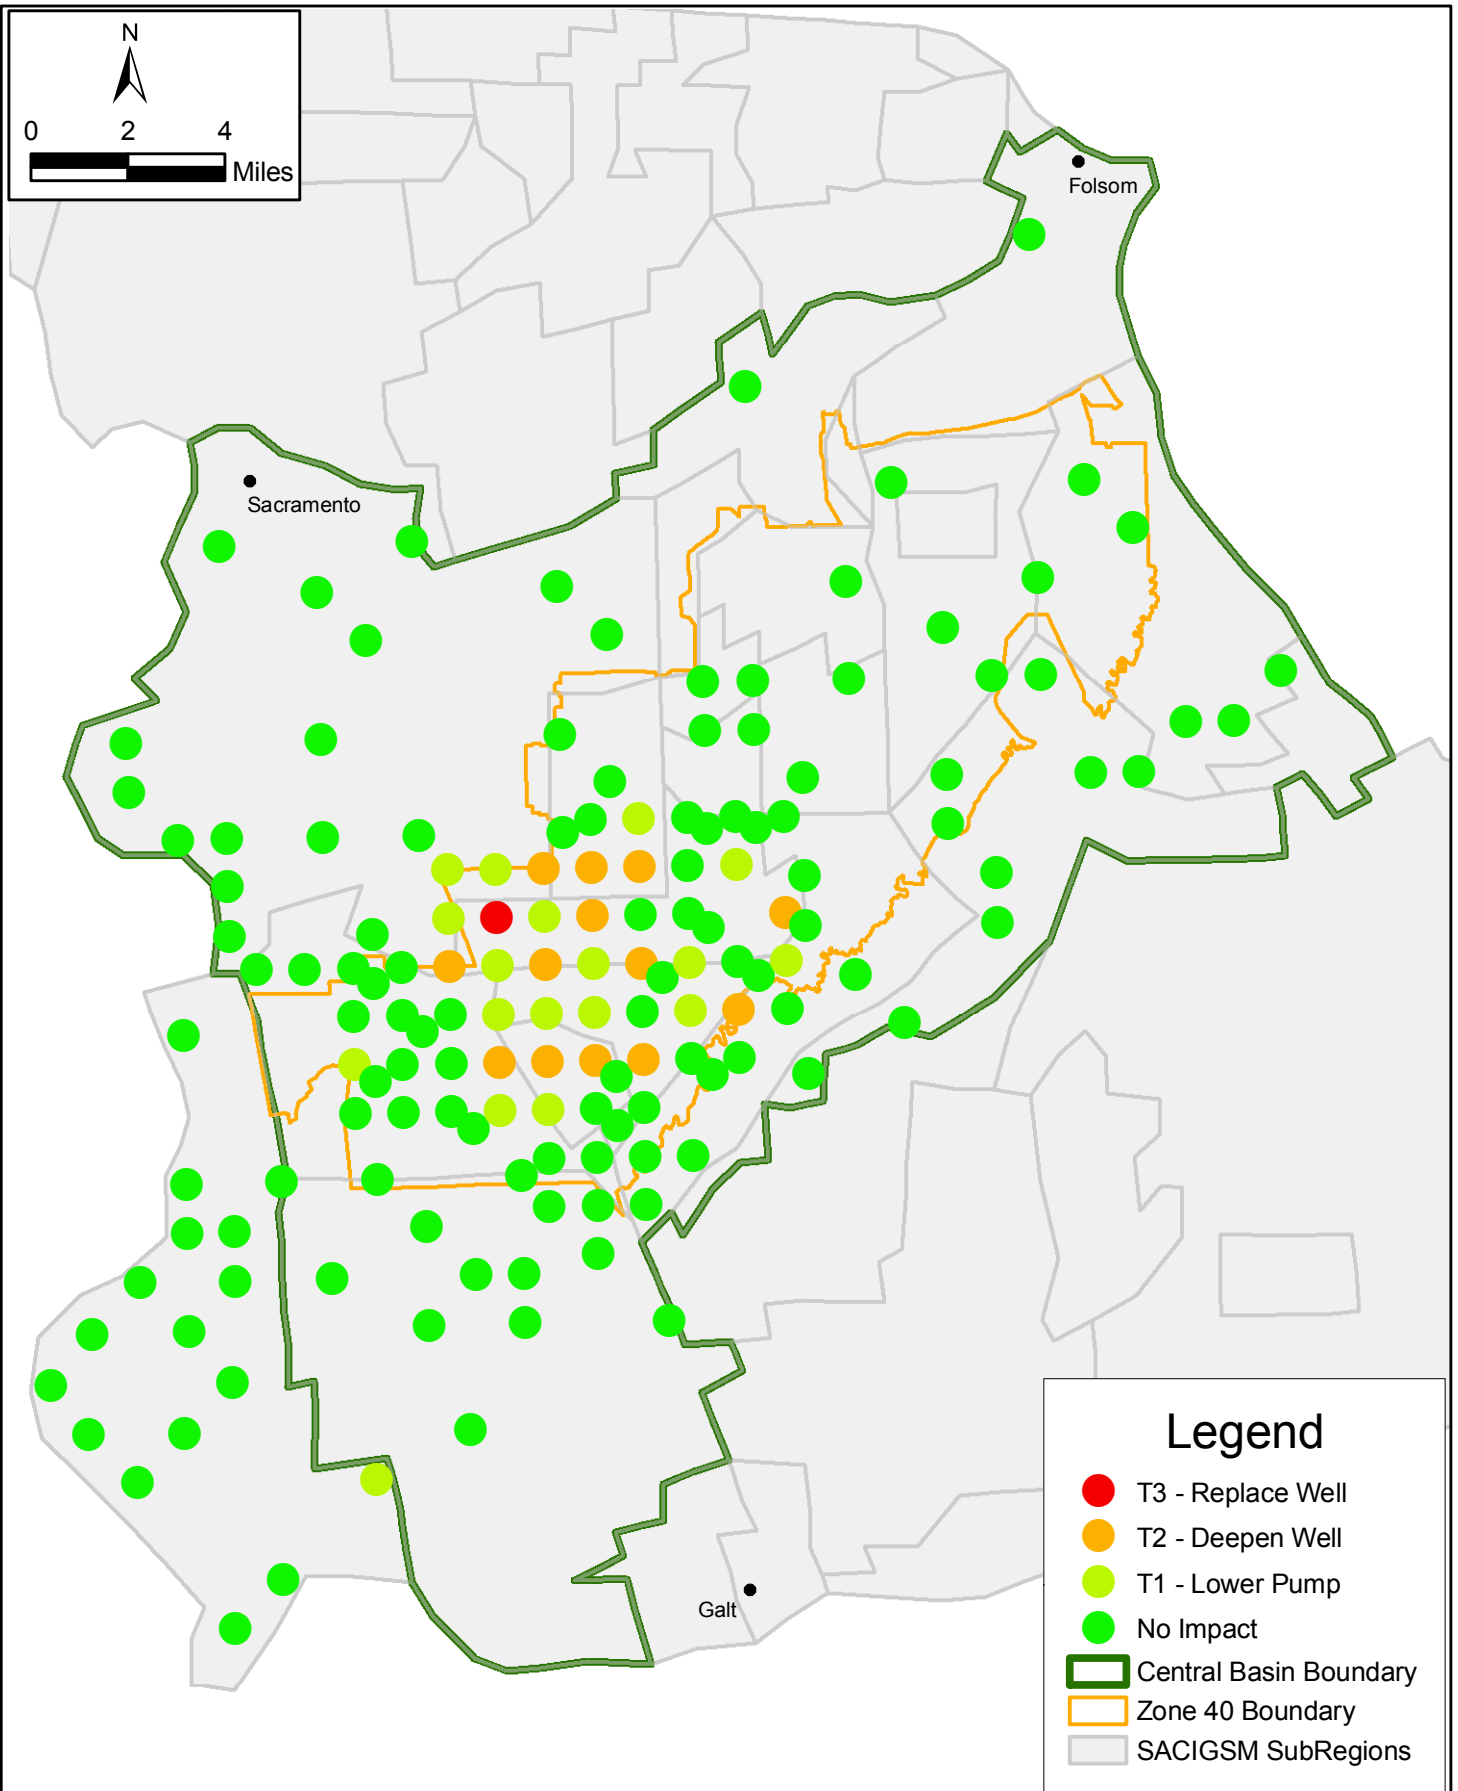 N
0 2 4
Miles
Folsom
Sacramento
Galt
Legend
T3 - Replace Well
T2 - Deepen Well
T1 - Lower Pump
No Impact
Central Basin Boundary
Zone 40 Boundary
SACIGSM SubRegions